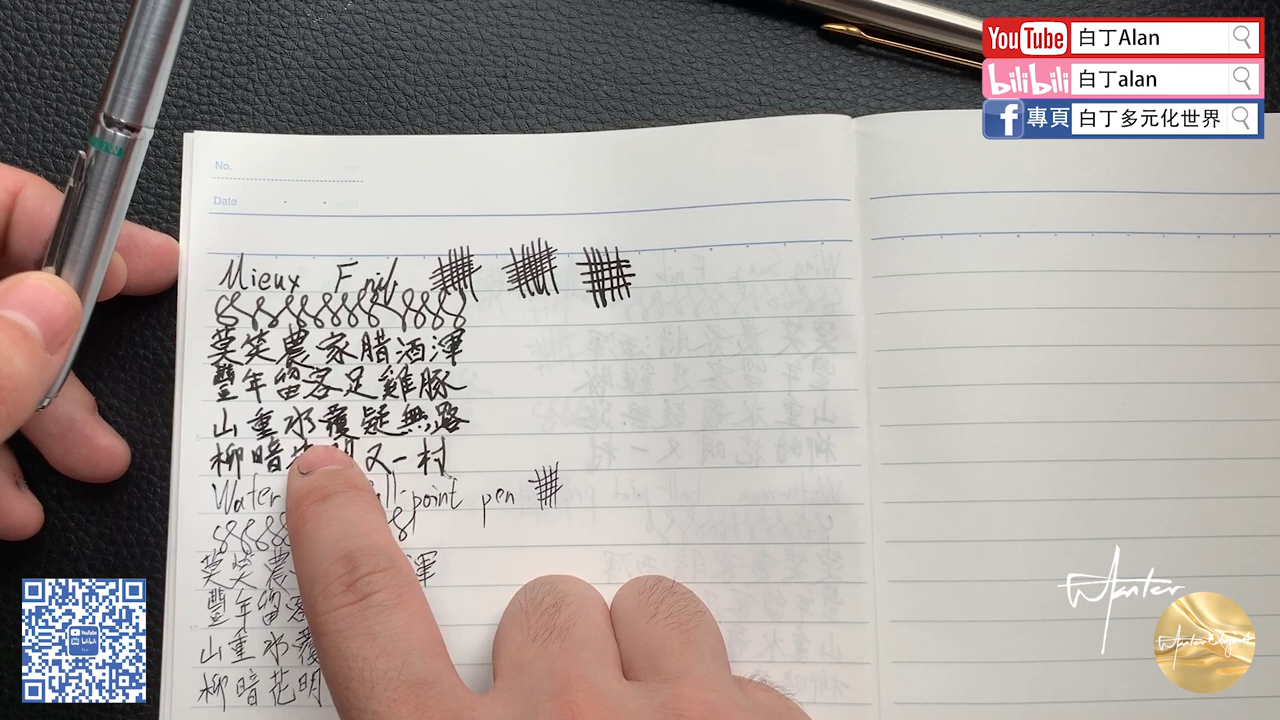 YouTube 白丁Alan
bilibili 白丁alan
f 專頁 白丁多元化世界
No.
Date
Mieux F nib
莫笑農家腊酒渾
豐年留客足雞豚
山重水覆疑無路
柳暗 又一村
Water -point pen
莫笑農 渾
豐年留客
山重水覆
柳暗花明
Wanter